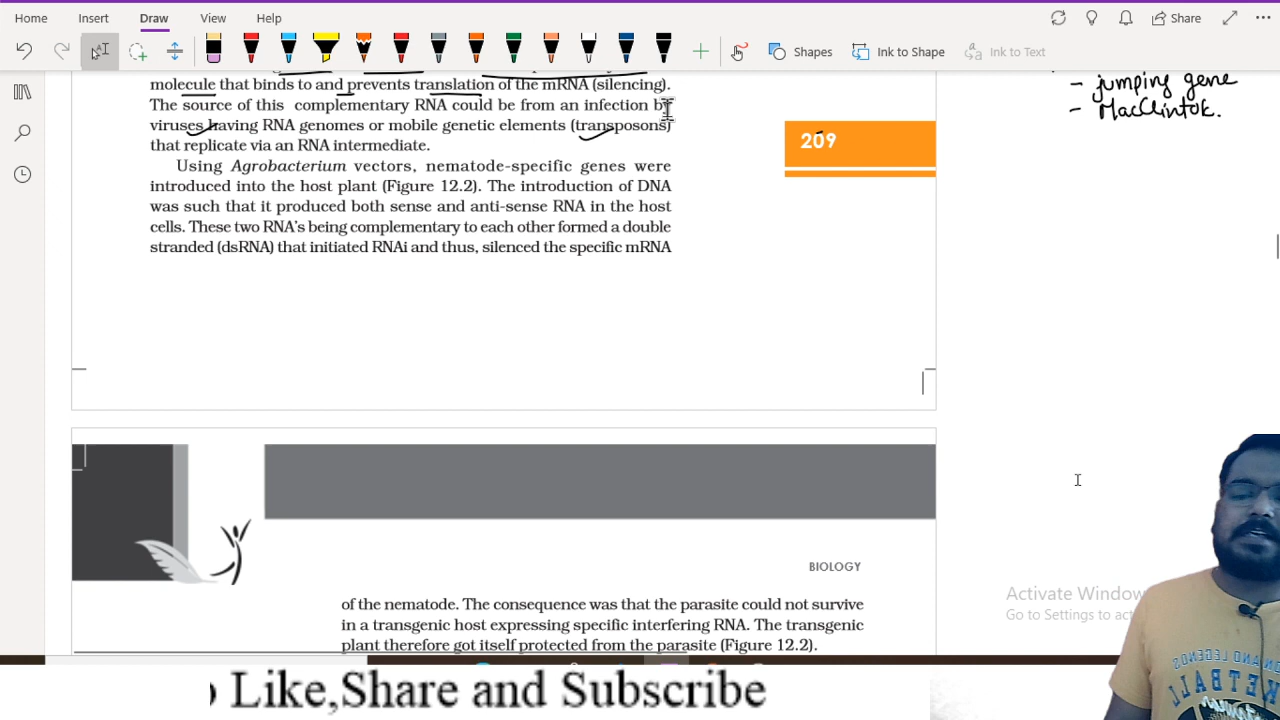 Home Insert Draw View Help
Share
Shapes Ink to Shape Ink to Text
molecule that binds to and prevents translation of the mRNA (silencing).
The source of this complementary RNA could be from an infection by
viruses having RNA genomes or mobile genetic elements (transposons)
that replicate via an RNA intermediate.
Using Agrobacterium vectors, nematode-specific genes were
introduced into the host plant (Figure 12.2). The introduction of DNA
was such that it produced both sense and anti-sense RNA in the host
cells. These two RNA's being complementary to each other formed a double
stranded (dsRNA) that initiated RNAi and thus, silenced the specific mRNA
209
- jumping gene
- MacClintok.
BIOLOGY
of the nematode. The consequence was that the parasite could not survive
in a transgenic host expressing specific interfering RNA. The transgenic
plant therefore got itself protected from the parasite (Figure 12.2).
Activate Window
Go to Settings to act
Like,Share and Subscribe